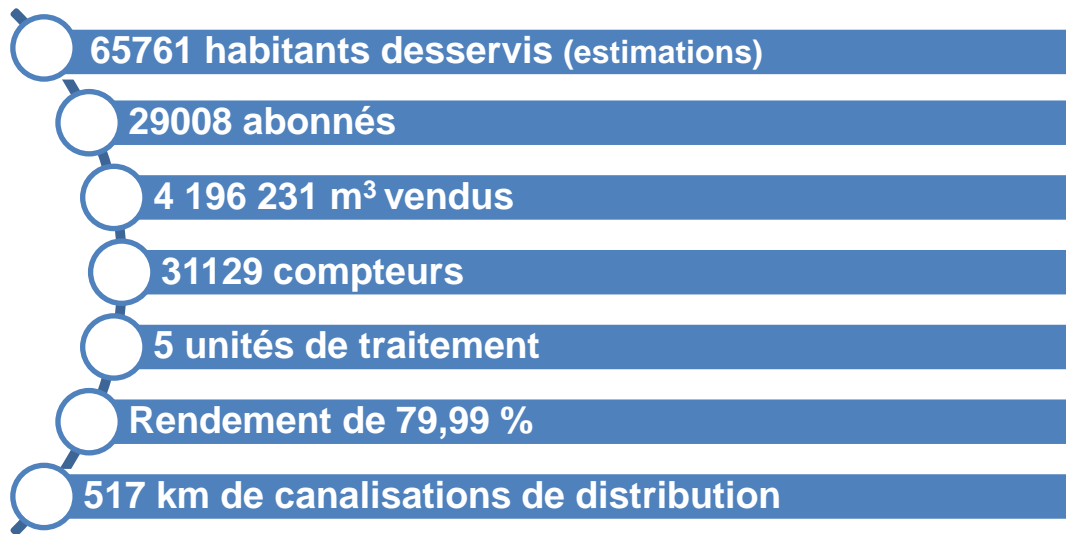 65761 habitants desservis (estimations)
29008 abonnés
4 196 231 m³ vendus
31129 compteurs
5 unités de traitement
Rendement de 79,99 %
517 km de canalisations de distribution